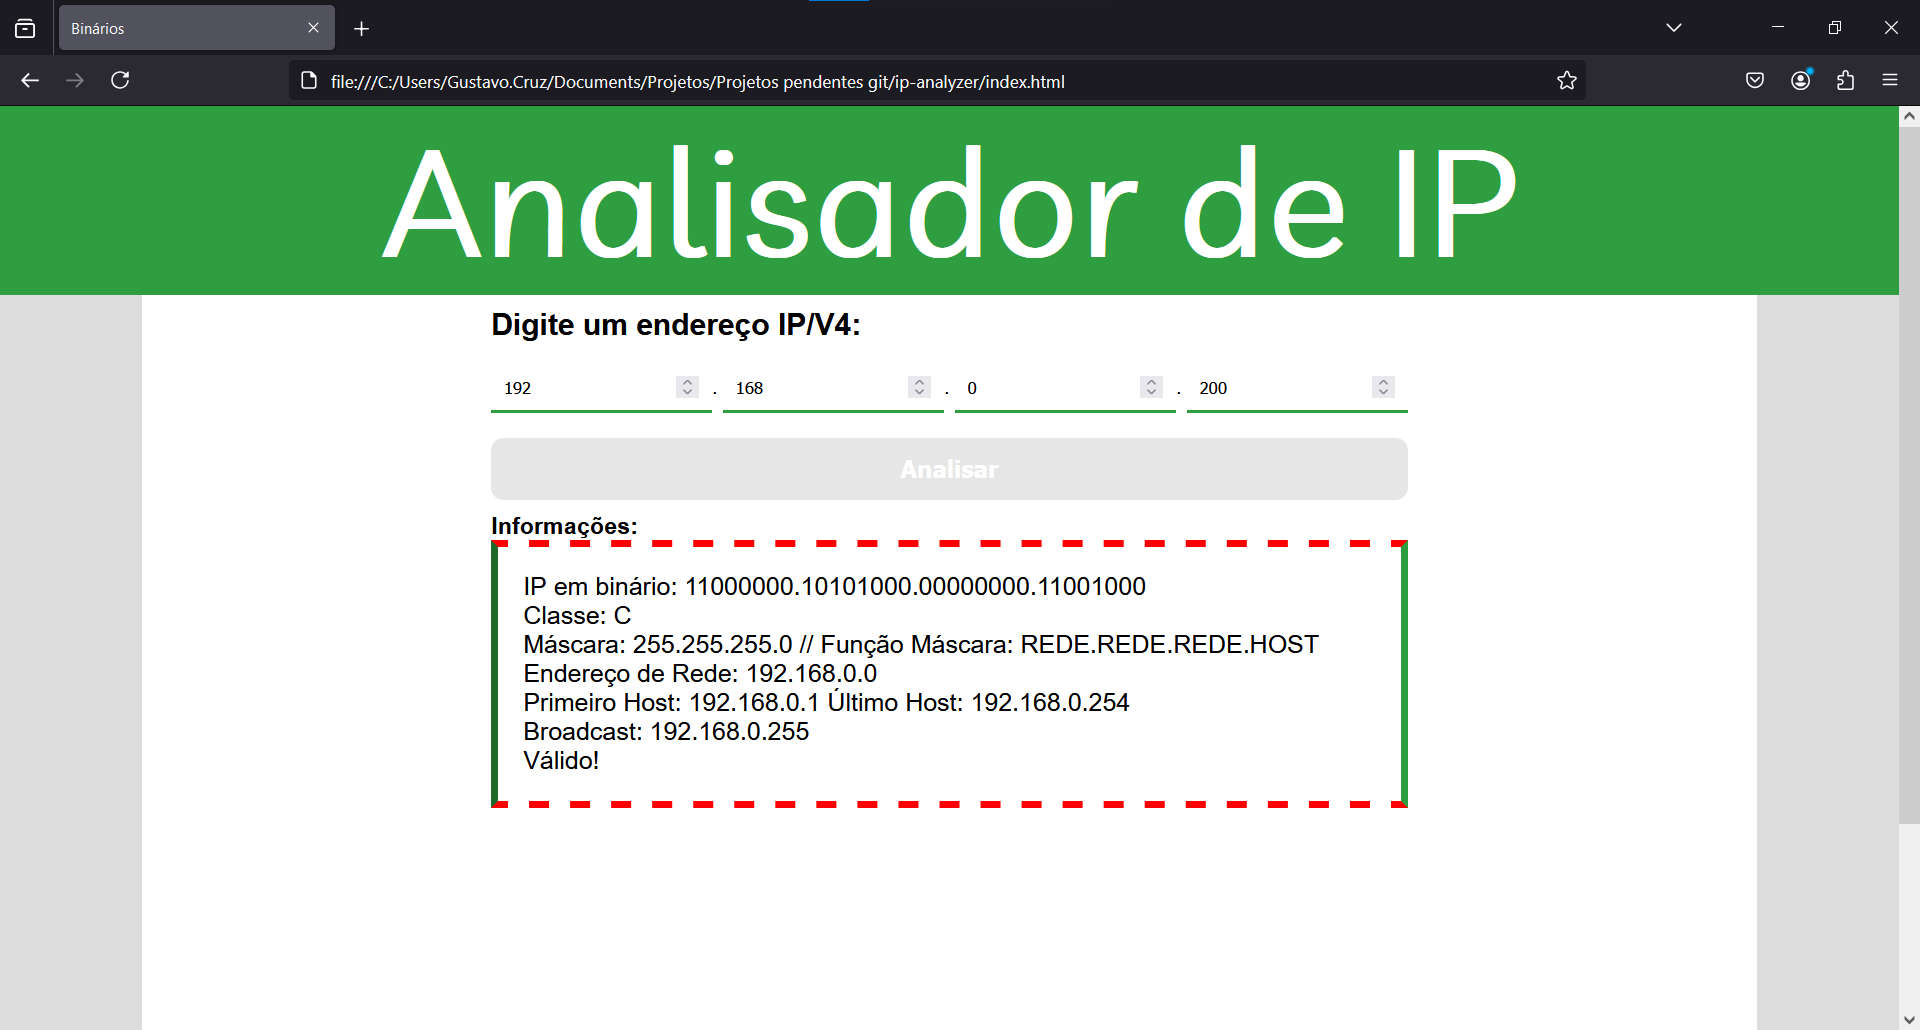 Binários
file:///C:/Users/Gustavo.Cruz/Documents/Projetos/Projetos pendentes git/ip-analyzer/index.html
Analisador de IP
Digite um endereço IP/V4:
192 . 168 . 0 . 200
Analisar
Informações:
IP em binário: 11000000.10101000.00000000.11001000
Classe: C
Máscara: 255.255.255.0 // Função Máscara: REDE.REDE.REDE.HOST
Endereço de Rede: 192.168.0.0
Primeiro Host: 192.168.0.1 Último Host: 192.168.0.254
Broadcast: 192.168.0.255
Válido!